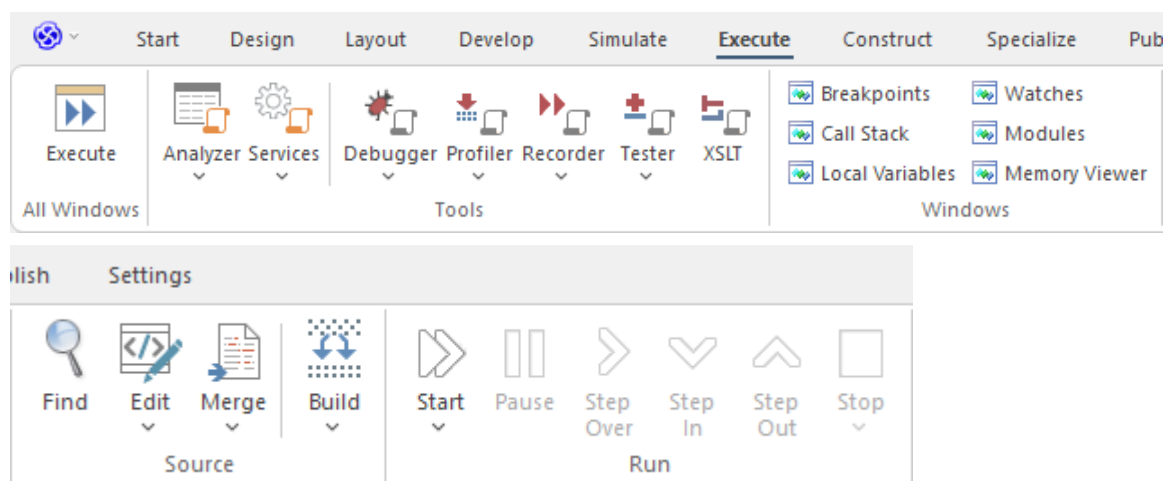 Start Design Layout Develop Simulate Execute Construct Specialize Pub
Breakpoints Watches
Call Stack Modules
Execute Analyzer Services Debugger Profiler Recorder Tester XSLT
Local Variables Memory Viewer
All Windows Tools Windows
lish Settings
Find Edit Merge Build Start Pause Step Over Step In Step Out Stop
Source Run